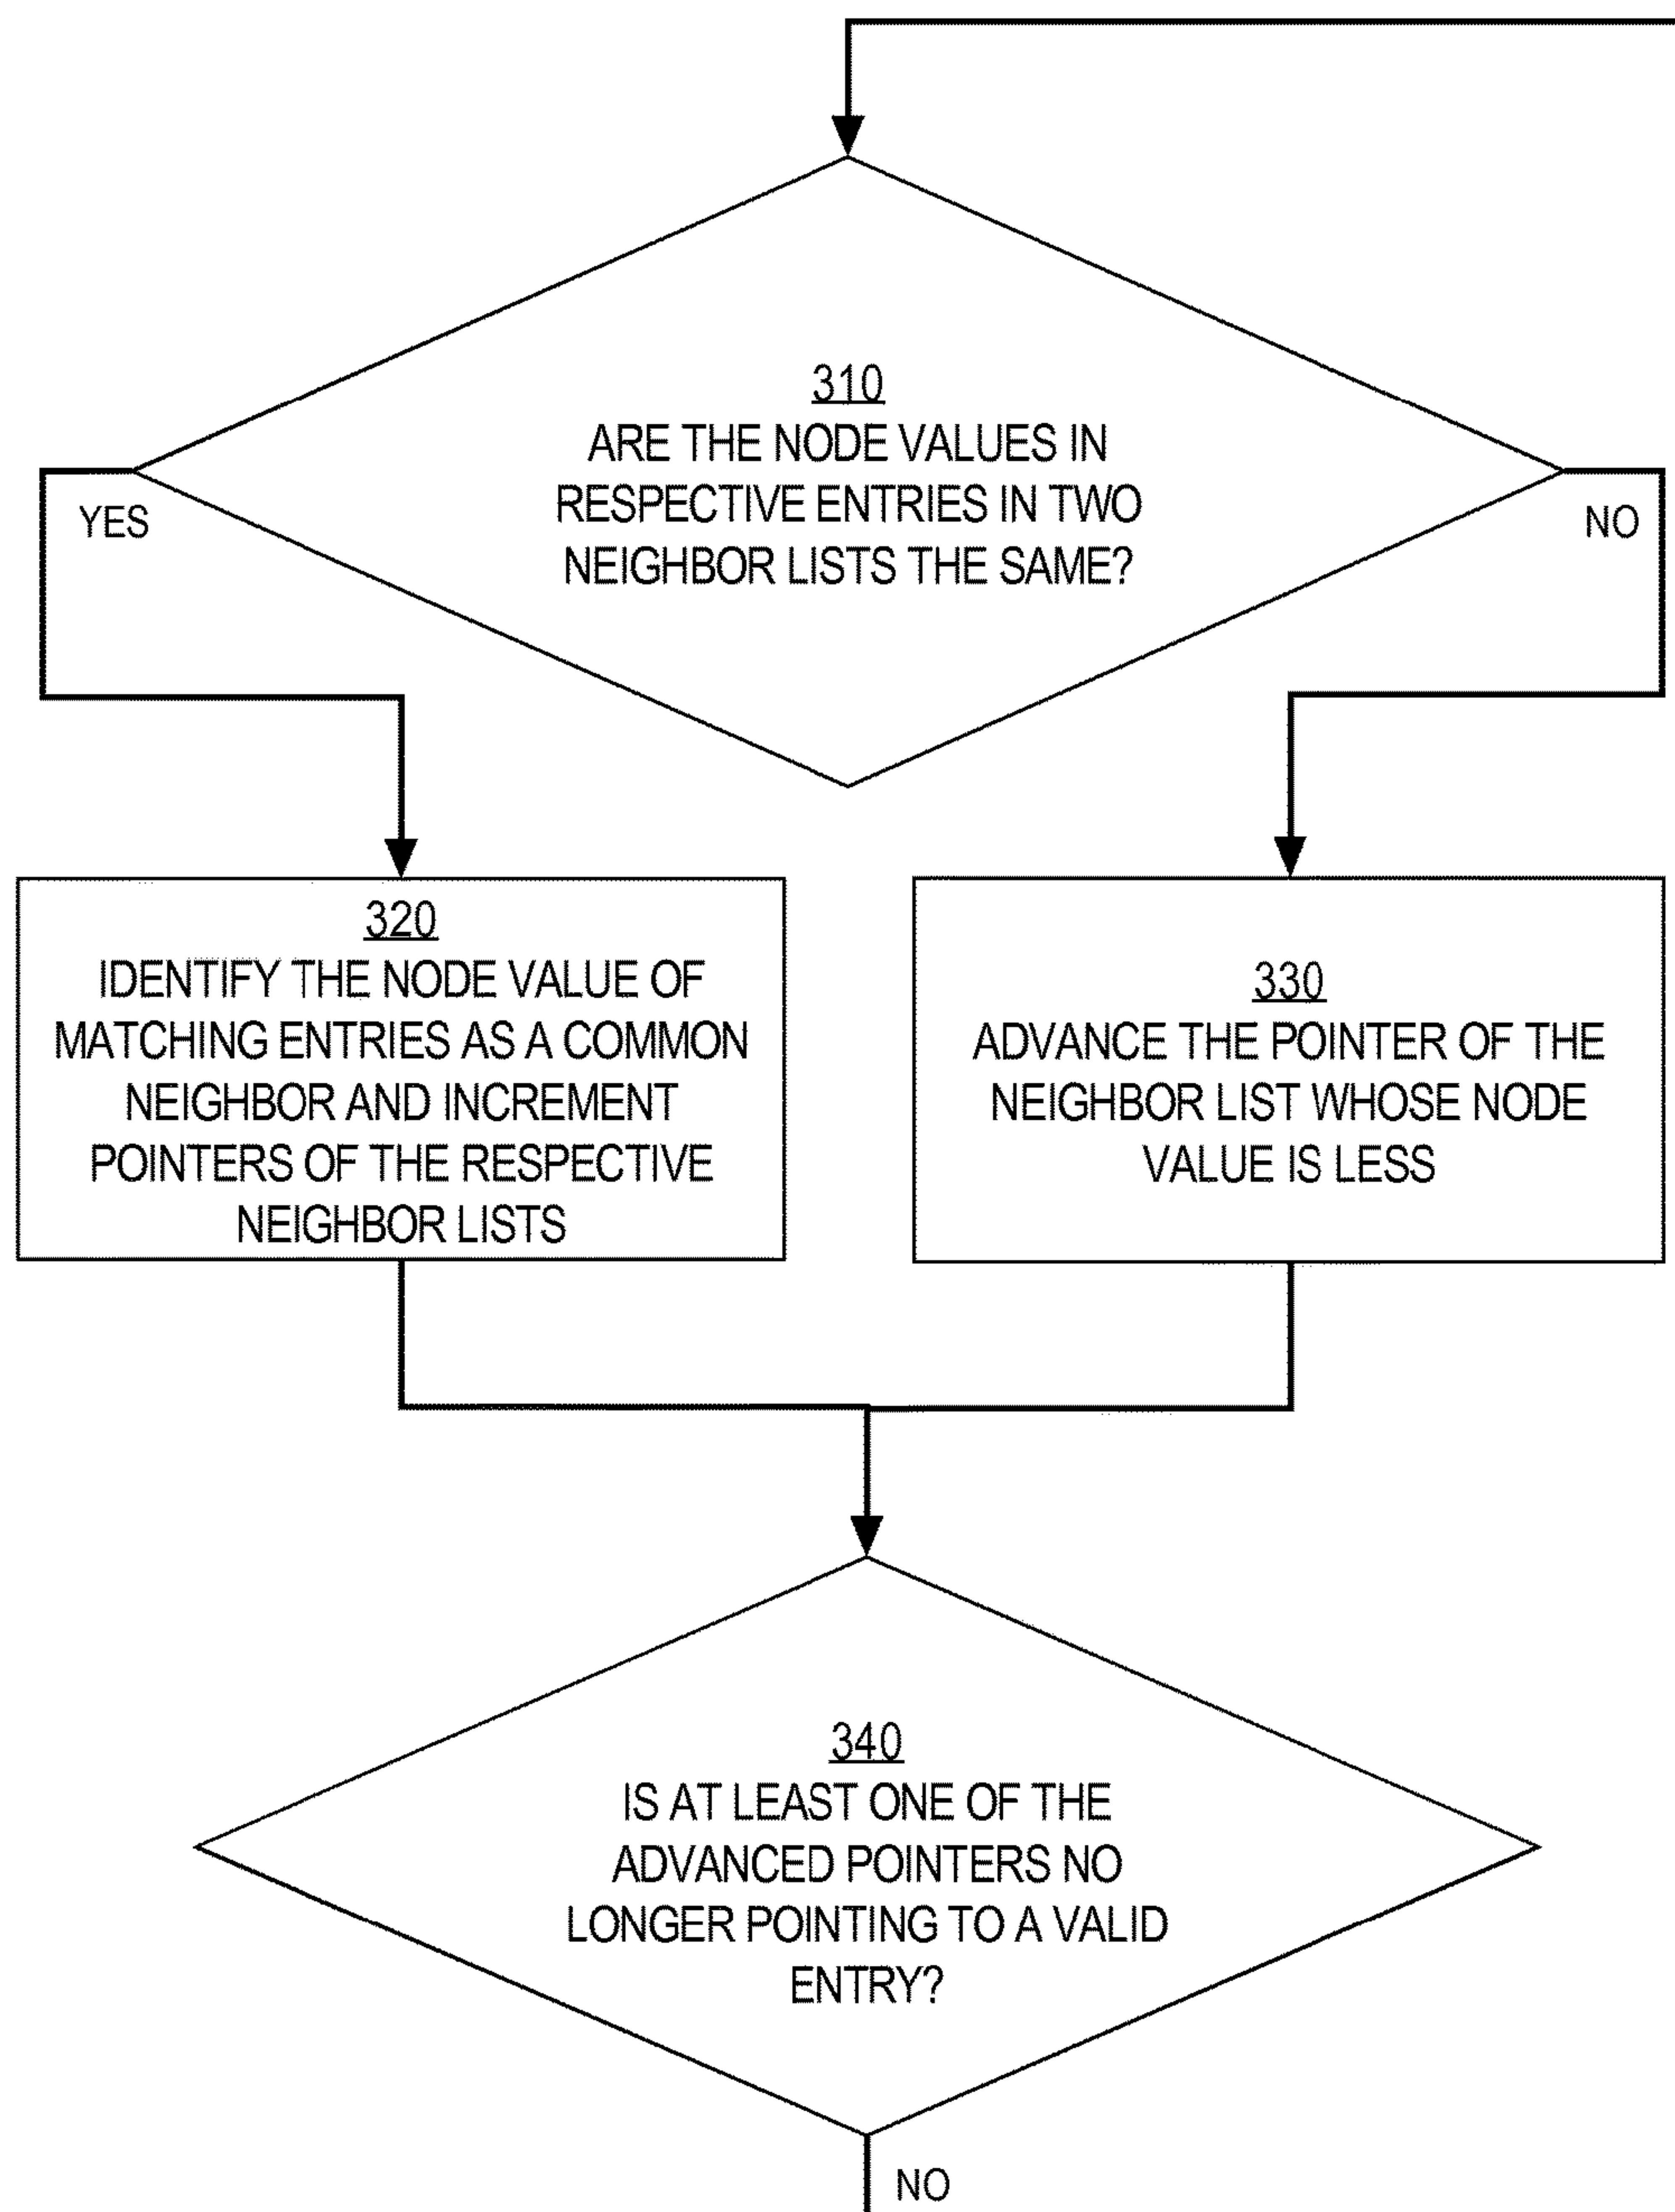 310
ARE THE NODE VALUES IN
RESPECTIVE ENTRIES IN TWO
NEIGHBOR LISTS THE SAME?
YES
NO
320
IDENTIFY THE NODE VALUE OF
MATCHING ENTRIES AS A COMMON
NEIGHBOR AND INCREMENT
POINTERS OF THE RESPECTIVE
NEIGHBOR LISTS
330
ADVANCE THE POINTER OF THE
NEIGHBOR LIST WHOSE NODE
VALUE IS LESS
340
IS AT LEAST ONE OF THE
ADVANCED POINTERS NO
LONGER POINTING TO A VALID
ENTRY?
NO